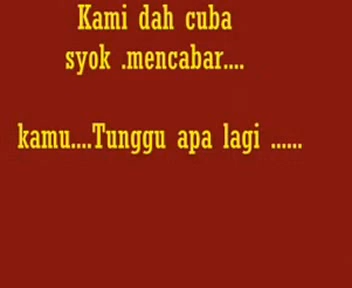 Kami dah cuba
syok .mencabar....
kamu....Tunggu apa lagi ......